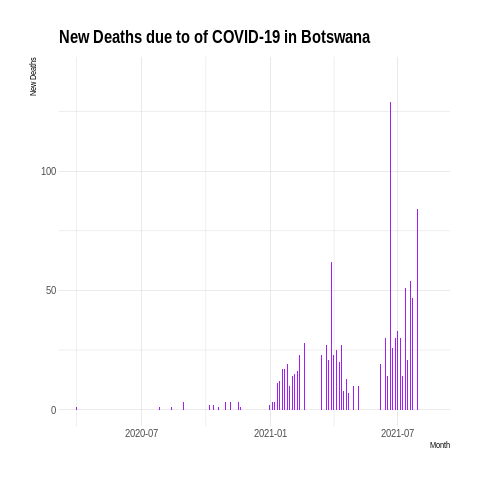 New Deaths due to of COVID-19 in Botswana
New Deaths
100
50
0
2020-07 2021-01 2021-07
Month